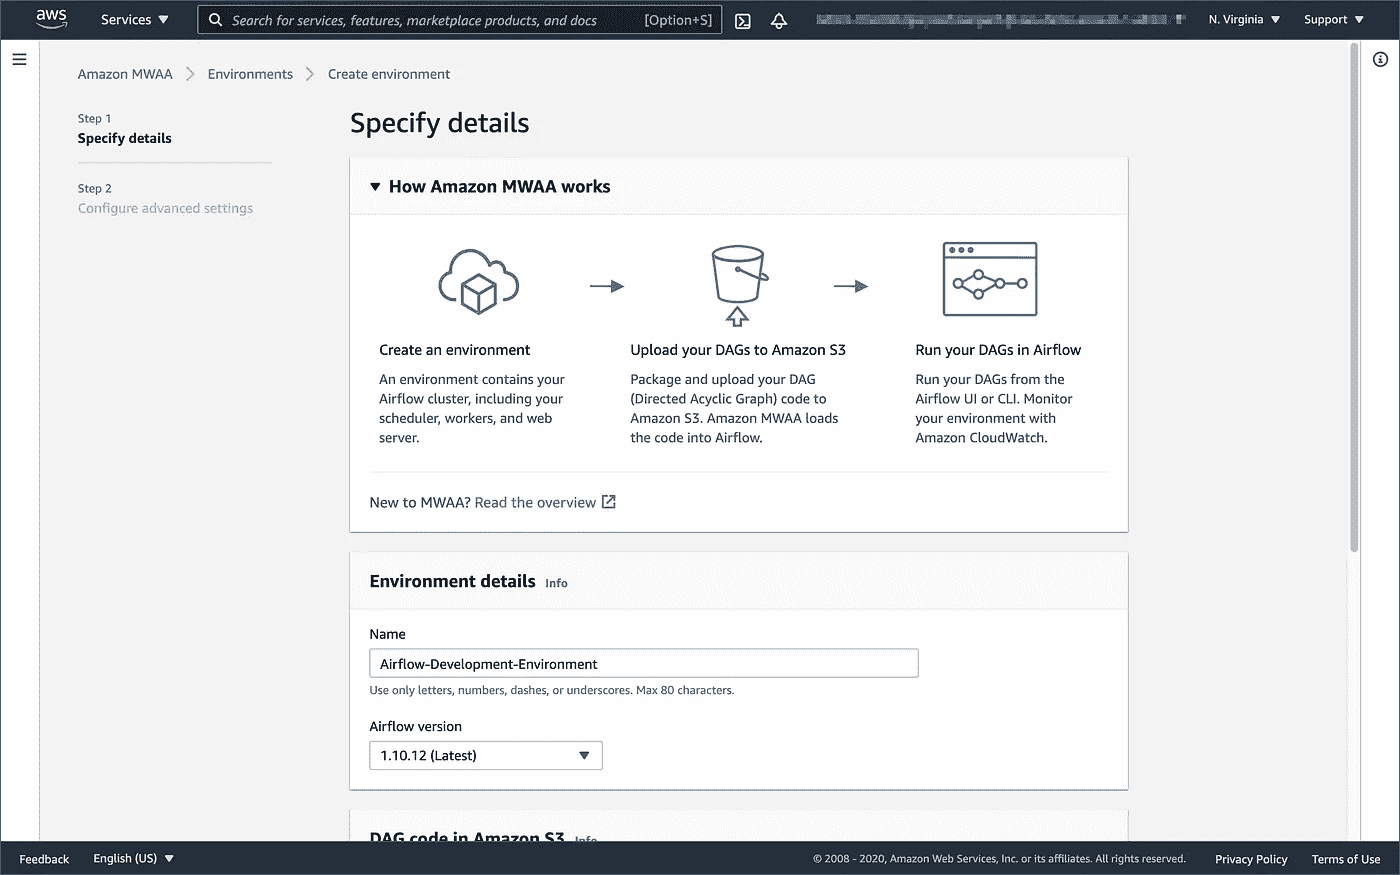 aws
Services
Search for services, features, marketplace products, and docs [Option+S]
N. Virginia
Support
Amazon MWAA
Environments
Create environment
Step 1
Specify details
Step 2
Configure advanced settings
Specify details
How Amazon MWAA works
Create an environment
An environment contains your
Airflow cluster, including your
scheduler, workers, and web
server.
Upload your DAGs to Amazon S3
Package and upload your DAG
(Directed Acyclic Graph) code to
Amazon S3. Amazon MWAA loads
the code into Airflow.
Run your DAGs in Airflow
Run your DAGs from the
Airflow UI or CLI. Monitor
your environment with
Amazon CloudWatch.
New to MWAA? Read the overview
Environment details Info
Name
Airflow-Development-Environment
Use only letters, numbers, dashes, or underscores. Max 80 characters.
Airflow version
1.10.12 (Latest)
DAG code in Amazon S3 Info
Feedback
English (US)
© 2008 - 2020, Amazon Web Services, Inc. or its affiliates. All rights reserved.
Privacy Policy
Terms of Use